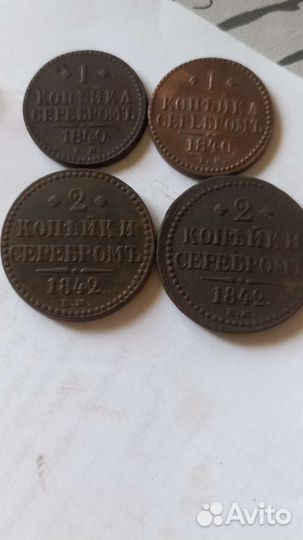 1
КОПѢЙКА
СЕРЕБРОМЪ
1840.
1
КОПѢЙКА
СЕРЕБРОМЪ
1840.
2
КОПѢЙКИ
СЕРЕБРОМЪ
1842.
Е.М.
2
КОПѢЙКИ
СЕРЕБРОМЪ
1842.
Е.М.
Avito